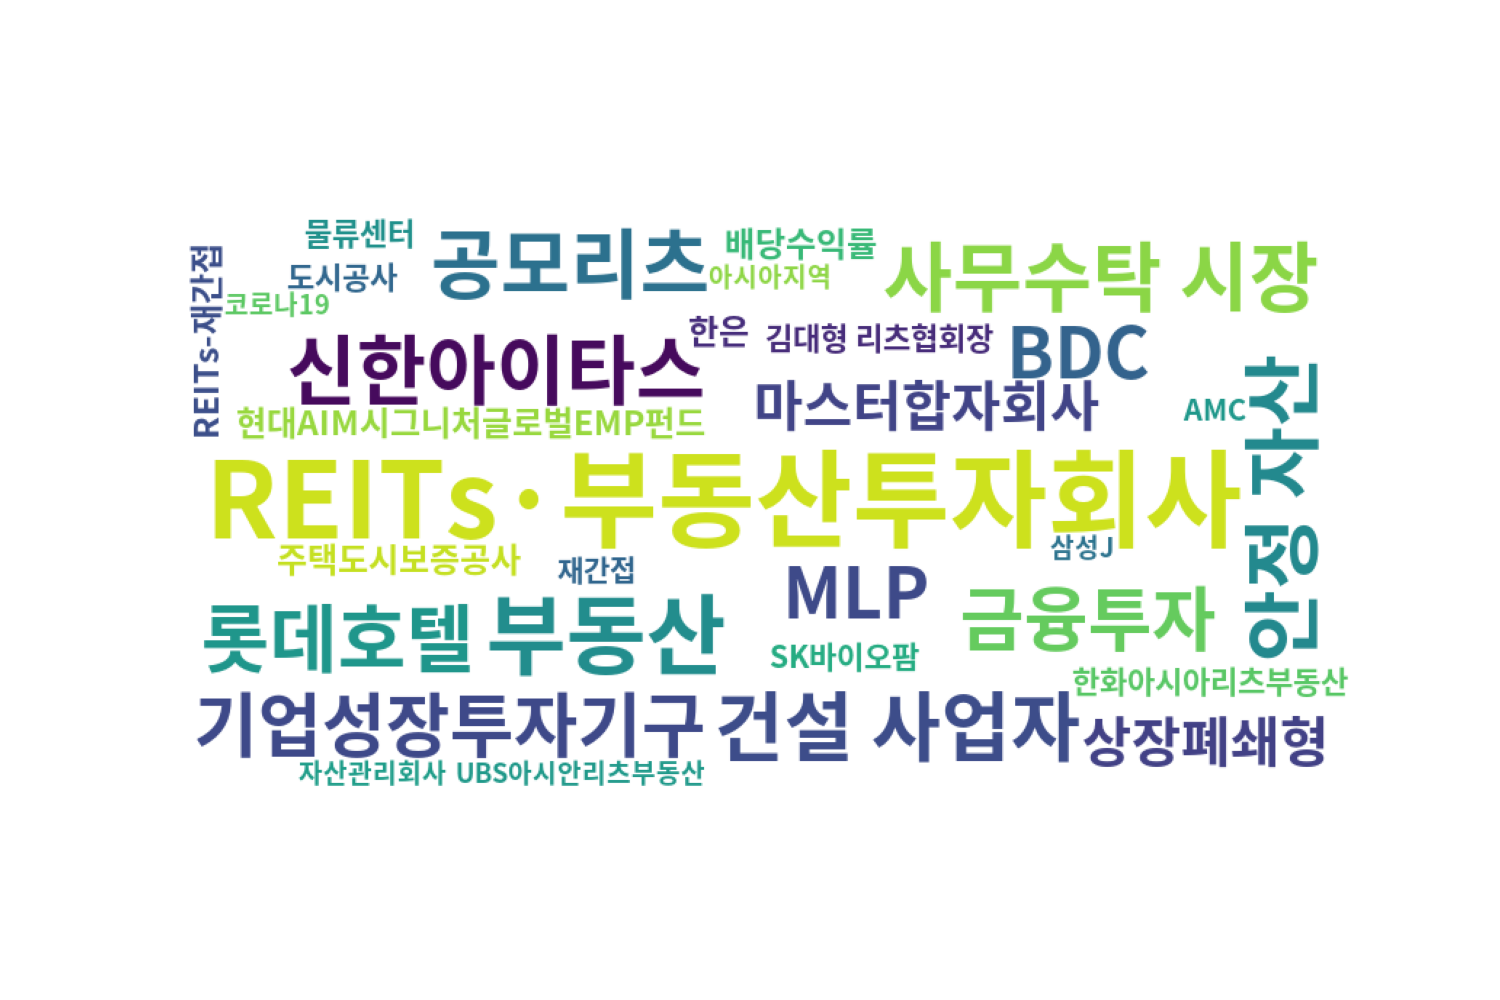 물류센터
공모리츠
배당수익률
사무수탁 시장
REITs-재간접
도시공사
아시아지역
코로나19
신한아이타스
한은
김대형 리츠협회장
BDC
현대AIM시그니처글로벌EMP펀드
마스터합자회사
AMC
안정 자산
REITs·부동산투자회사
주택도시보증공사
재간접
삼성J
MLP
롯데호텔
부동산
금융투자
SK바이오팜
한화아시아리츠부동산
기업성장투자기구
건설 사업자
상장폐쇄형
자산관리회사
UBS아시안리츠부동산